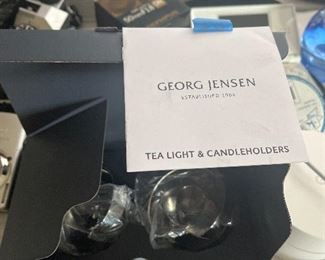 GEORG JENSEN
ESTABLISHED 1904
TEA LIGHT & CANDLEHOLDERS